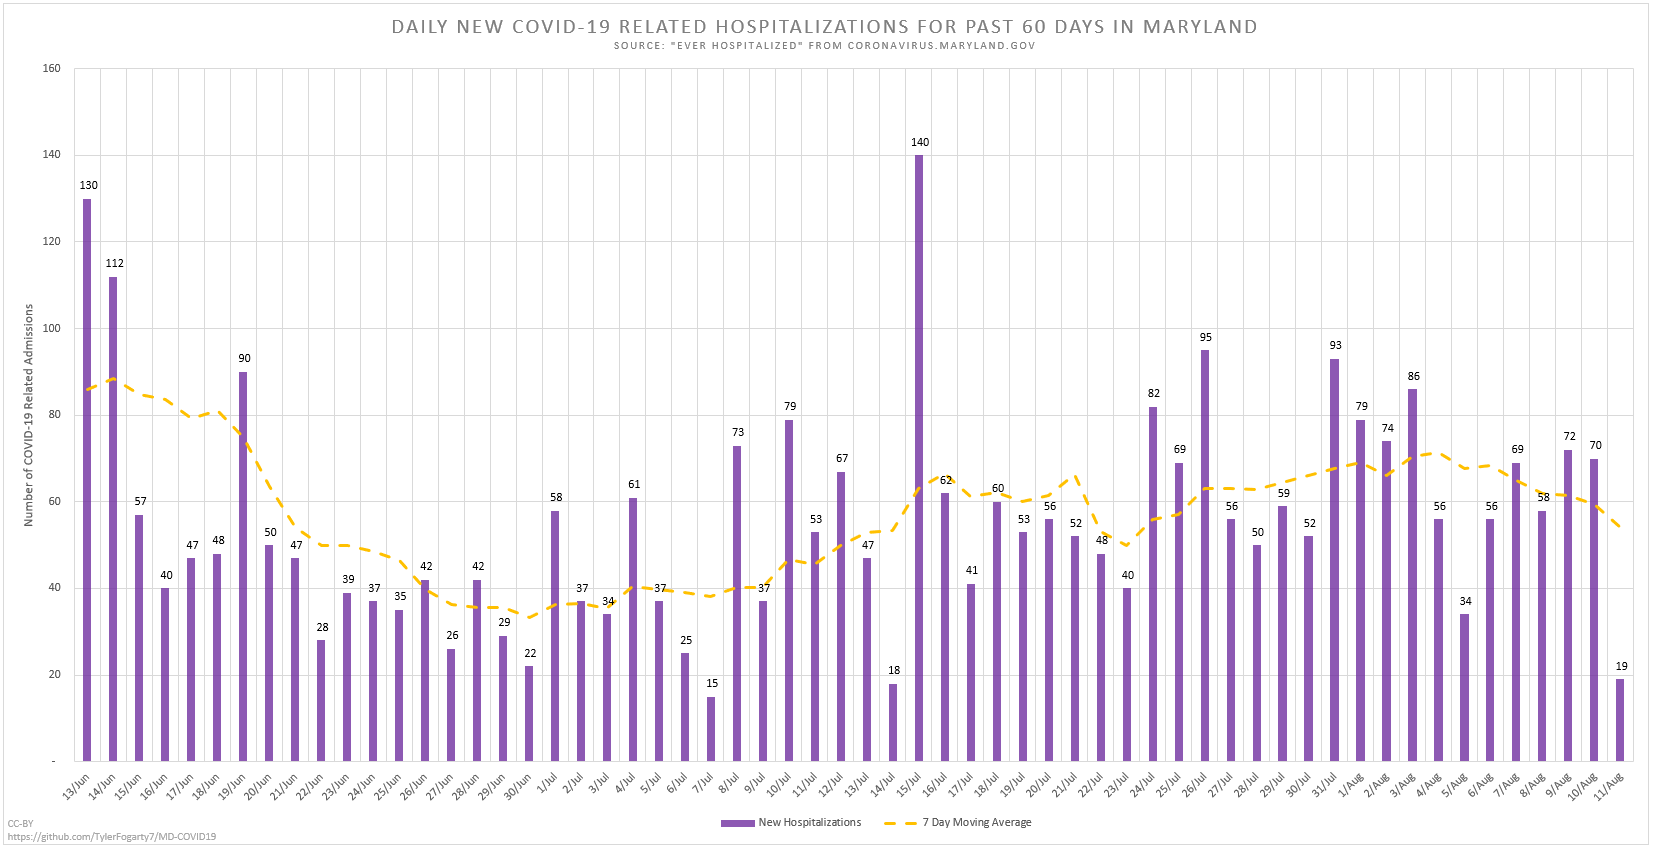 DAILY NEW COVID-19 RELATED HOSPITALIZATIONS FOR PAST 60 DAYS IN MARYLAND
SOURCE: "EVER HOSPITALIZED" FROM CORONAVIRUS.MARYLAND.GOV
Number of COVID-19 Related Admissions
160
140
120
100
80
60
40
20
-
130
112
57
40
47
48
90
50
47
28
39
37
35
42
26
42
29
22
58
37
34
61
37
25
15
73
37
79
53
67
47
18
140
62
41
60
53
56
52
48
40
82
69
95
56
50
59
52
93
79
74
86
56
34
56
69
58
72
70
19
13/Jun
14/Jun
15/Jun
16/Jun
17/Jun
18/Jun
19/Jun
20/Jun
21/Jun
22/Jun
23/Jun
24/Jun
25/Jun
26/Jun
27/Jun
28/Jun
29/Jun
30/Jun
1/Jul
2/Jul
3/Jul
4/Jul
5/Jul
6/Jul
7/Jul
8/Jul
9/Jul
10/Jul
11/Jul
12/Jul
13/Jul
14/Jul
15/Jul
16/Jul
17/Jul
18/Jul
19/Jul
20/Jul
21/Jul
22/Jul
23/Jul
24/Jul
25/Jul
26/Jul
27/Jul
28/Jul
29/Jul
30/Jul
31/Jul
1/Aug
2/Aug
3/Aug
4/Aug
5/Aug
6/Aug
7/Aug
8/Aug
9/Aug
10/Aug
11/Aug
New Hospitalizations
7 Day Moving Average
CC-BY
https://github.com/TylerFogarty7/MD-COVID19